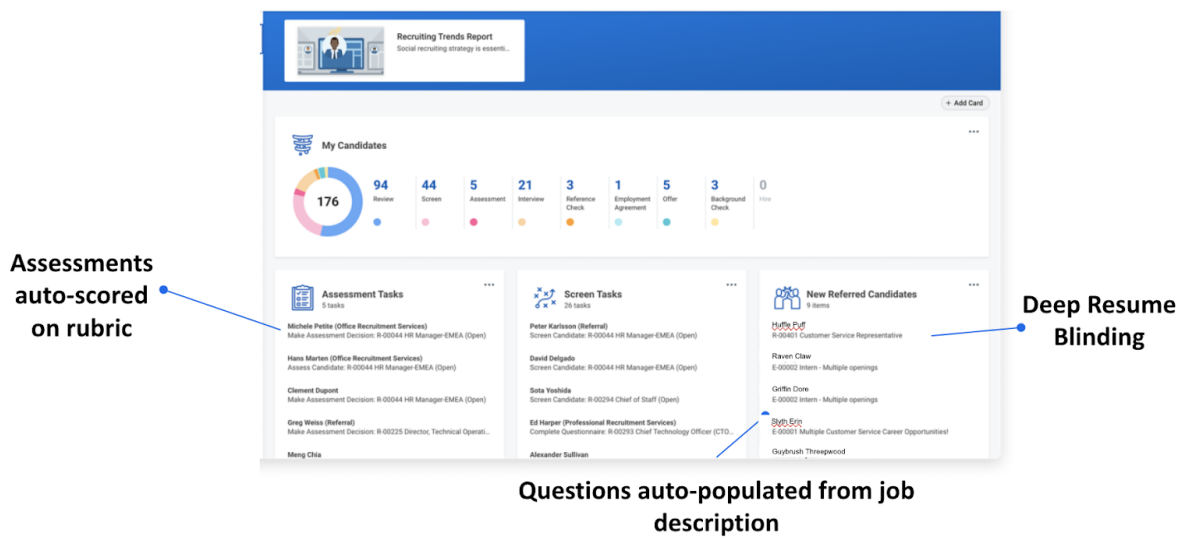 Recruiting Trends Report
Social recruiting strategy is essenti...
+ Add Card
My Candidates
176
94
Review
44
Screen
5
Assessment
21
Interview
3
Reference
Check
1
Employment
Agreement
5
Offer
3
Background
Check
0
Hire
Assessments
auto-scored
on rubric
Assessment Tasks
5 tasks
Michele Petite (Office Recruitment Services)
Make Assessment Decision: R-00044 HR Manager-EMEA (Open)
Hans Marten (Office Recruitment Services)
Assess Candidate: R-00044 HR Manager-EMEA (Open)
Clement Dupont
Make Assessment Decision: R-00044 HR Manager-EMEA (Open)
Greg Weiss (Referral)
Make Assessment Decision: R-00225 Director, Technical Operati...
Meng Chia
Screen Tasks
26 tasks
Peter Karlsson (Referral)
Screen Candidate: R-00044 HR Manager-EMEA (Open)
David Delgado
Screen Candidate: R-00044 HR Manager-EMEA (Open)
Sota Yoshida
Screen Candidate: R-00294 Chief of Staff (Open)
Ed Harper (Professional Recruitment Services)
Complete Questionnaire: R-00293 Chief Technology Officer (CTO...
Alexander Sullivan
New Referred Candidates
9 items
Huffle Puff
R-00401 Customer Service Representative
Raven Claw
E-00002 Intern - Multiple openings
Griffin Dore
E-00002 Intern - Multiple openings
Slyth Erin
E-00001 Multiple Customer Service Career Opportunities!
Guybrush Threepwood
Deep Resume
Blinding
Questions auto-populated from job
description